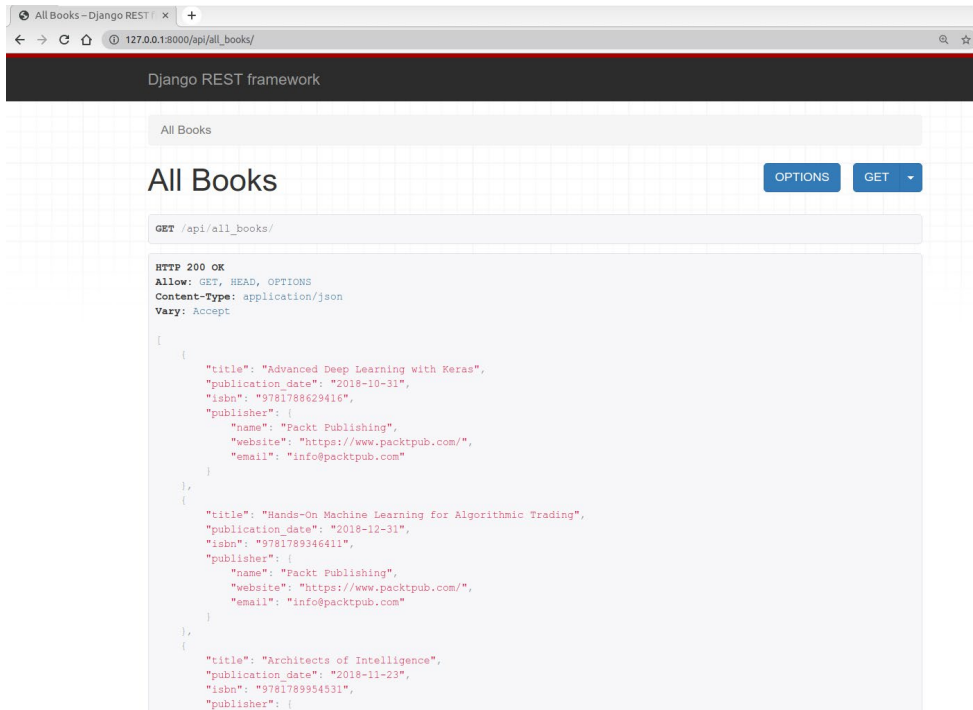 All Books – Django REST f
127.0.0.1:8000/api/all_books/
Django REST framework
All Books
All Books
OPTIONS
GET
GET /api/all_books/
HTTP 200 OK
Allow: GET, HEAD, OPTIONS
Content-Type: application/json
Vary: Accept
[
{
"title": "Advanced Deep Learning with Keras",
"publication_date": "2018-10-31",
"isbn": "9781788629416",
"publisher": {
"name": "Packt Publishing",
"website": "https://www.packtpub.com/",
"email": "info@packtpub.com"
}
},
{
"title": "Hands-On Machine Learning for Algorithmic Trading",
"publication_date": "2018-12-31",
"isbn": "9781789346411",
"publisher": {
"name": "Packt Publishing",
"website": "https://www.packtpub.com/",
"email": "info@packtpub.com"
}
},
{
"title": "Architects of Intelligence",
"publication_date": "2018-11-23",
"isbn": "9781789954531",
"publisher": {